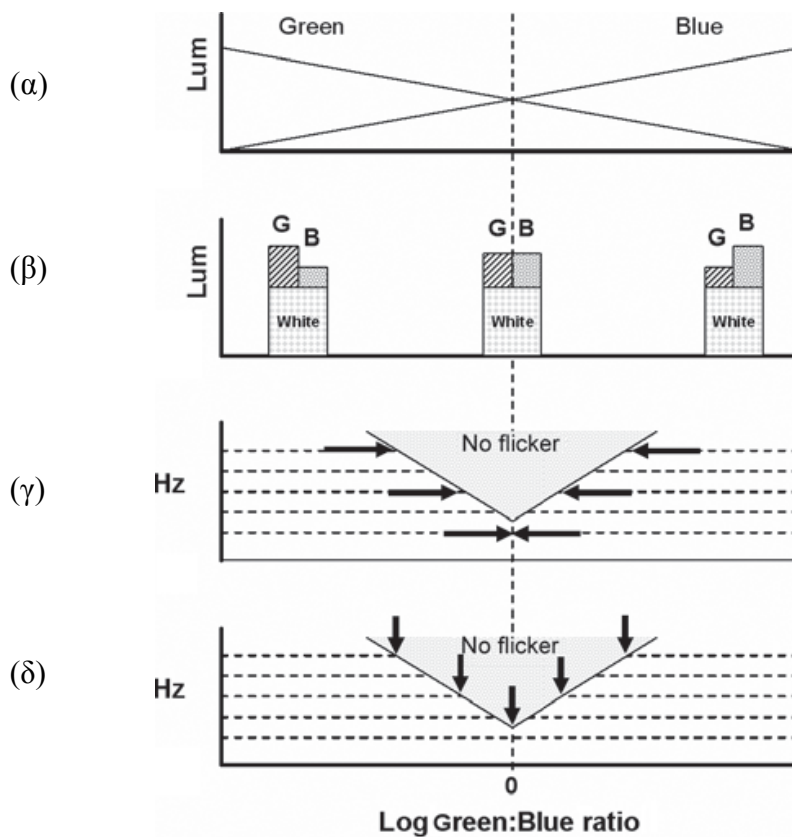 (α)
Lum
Green Blue
(β)
Lum
G B G B G B
White White White
(γ)
Hz
No flicker
(δ)
Hz
No flicker
0
Log Green:Blue ratio